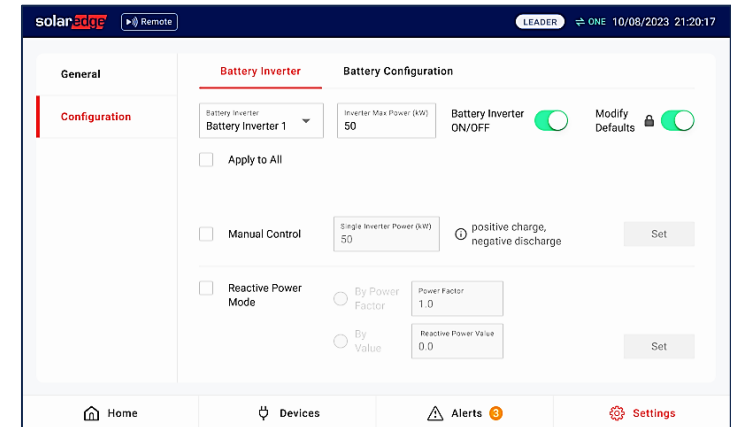 solaredge Remote LEADER ONE 10/08/2023 21:20:17
General
Configuration
Battery Inverter Battery Configuration
Battery Inverter
Battery Inverter 1
Inverter Max Power (kW)
50
Battery Inverter
ON/OFF
Modify
Defaults
Apply to All
Manual Control
Single Inverter Power (kW)
50
positive charge,
negative discharge
Set
Reactive Power
Mode
By Power
Factor
Power Factor
1.0
By
Value
Reactive Power Value
0.0
Set
Home Devices Alerts 3 Settings